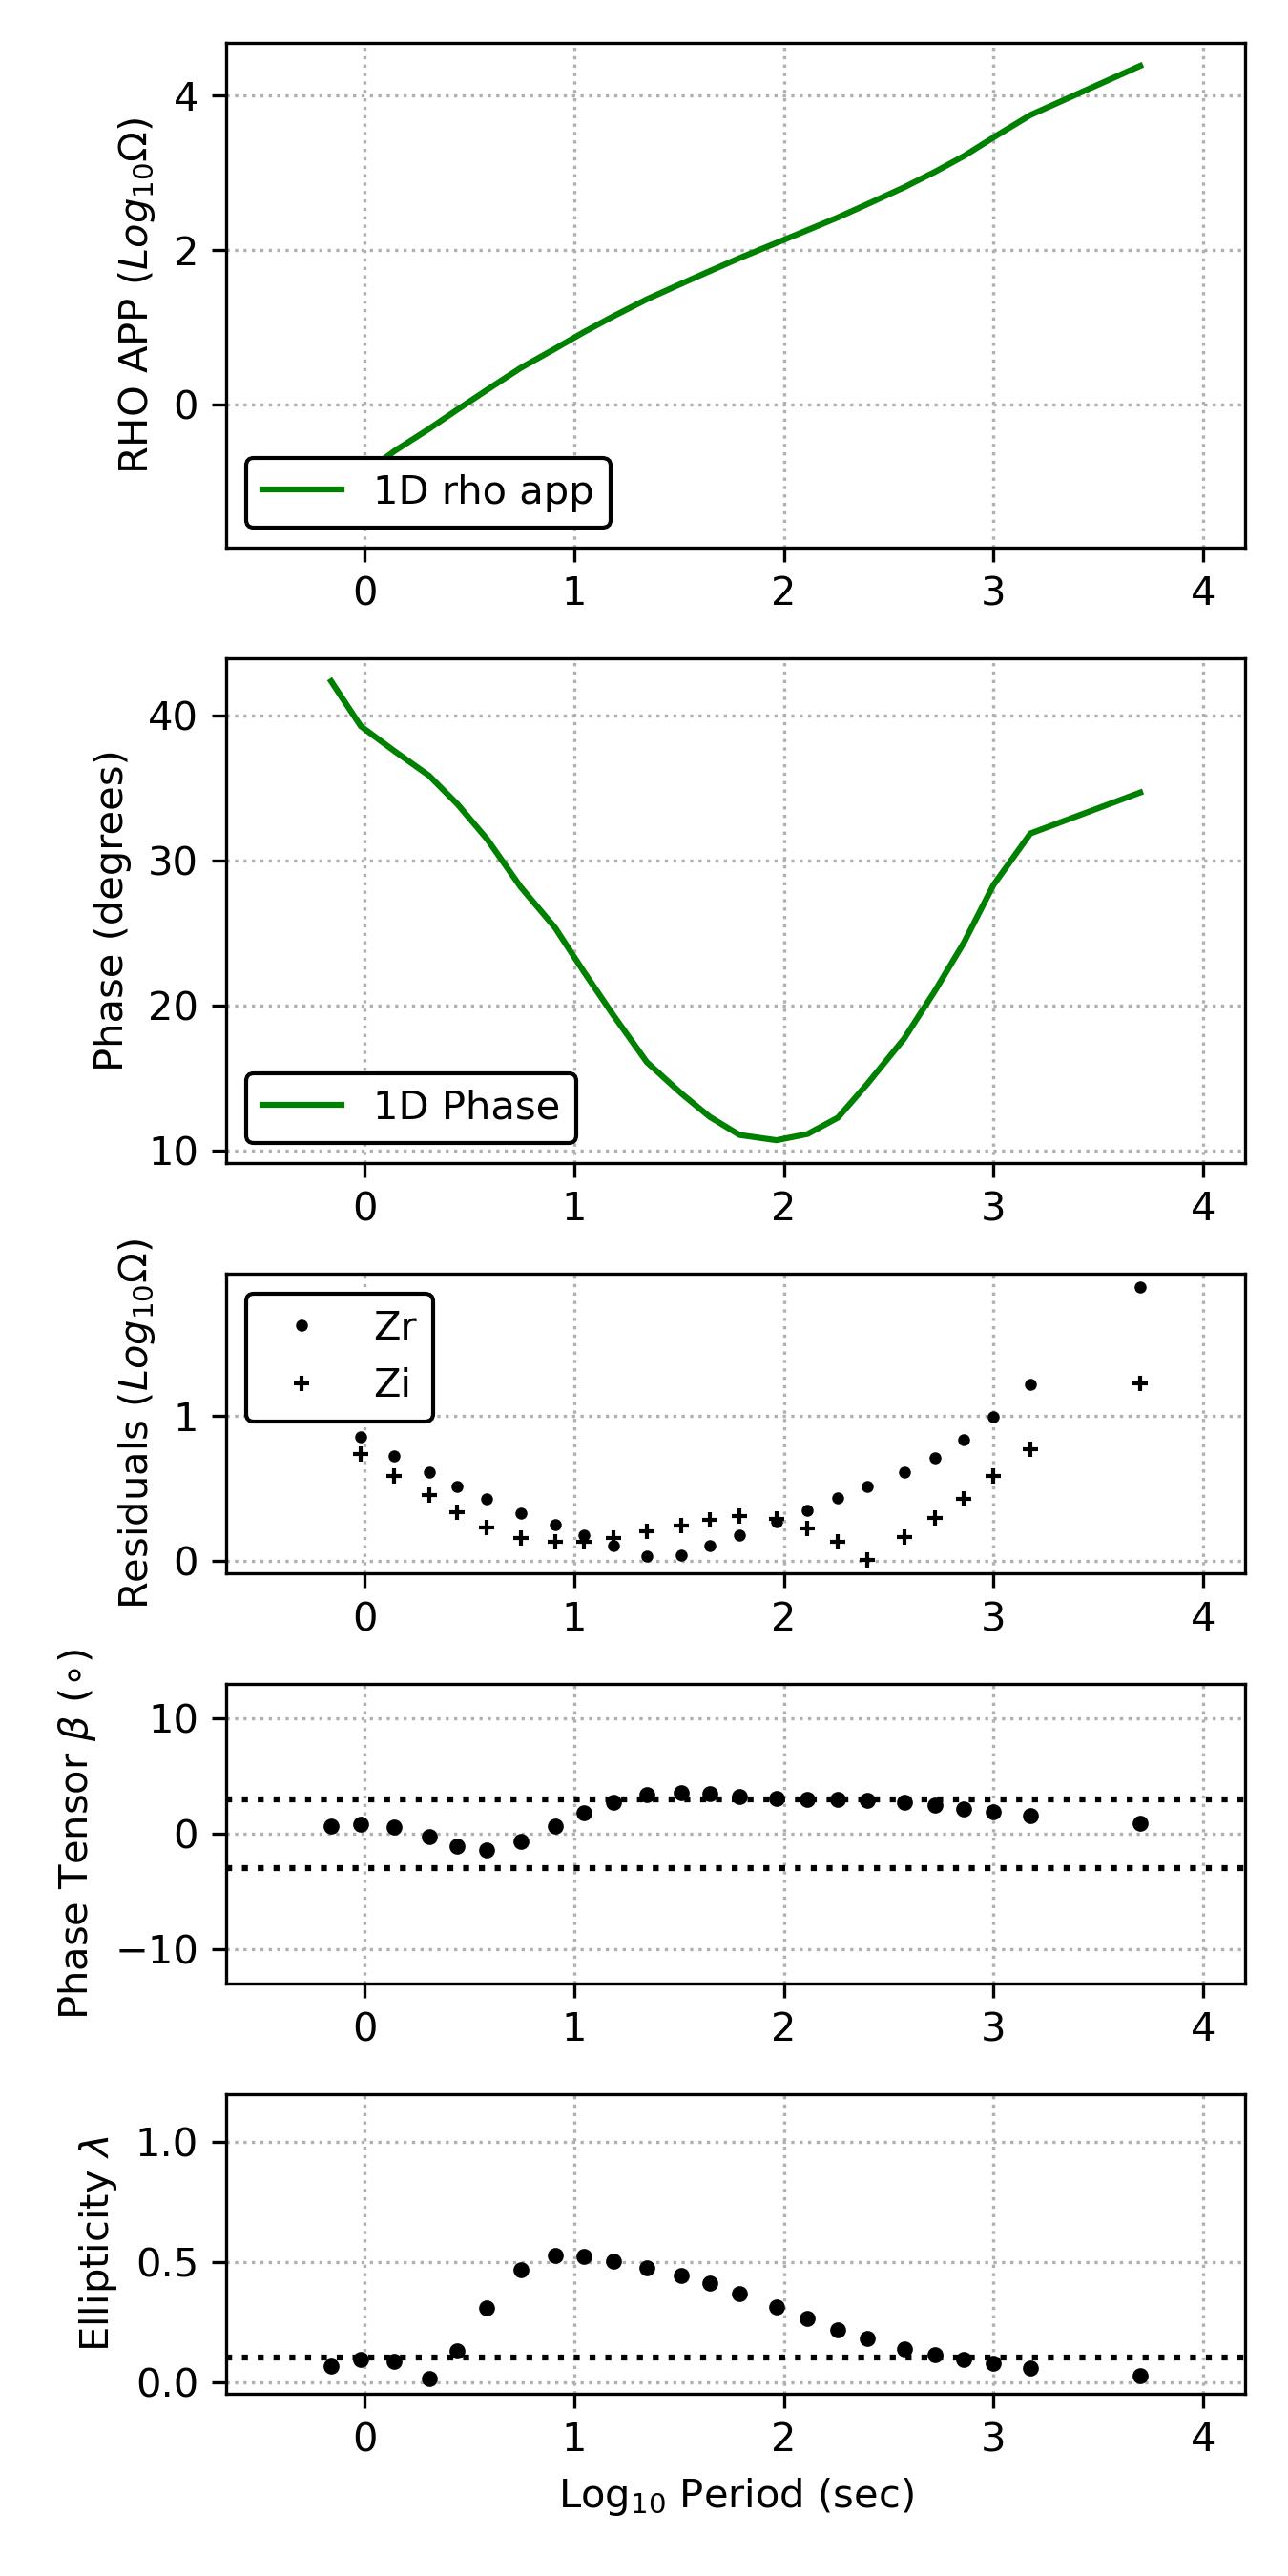 RHO APP (Log₁₀Ω)
4
2
0
1D rho app
0 1 2 3 4
Phase (degrees)
40
30
20
10
1D Phase
0 1 2 3 4
Residuals (Log₁₀Ω)
Zr
Zi
1
0
0 1 2 3 4
Phase Tensor β (∘)
10
0
−10
0 1 2 3 4
Ellipticity λ
1.0
0.5
0.0
0 1 2 3 4
Log₁₀ Period (sec)